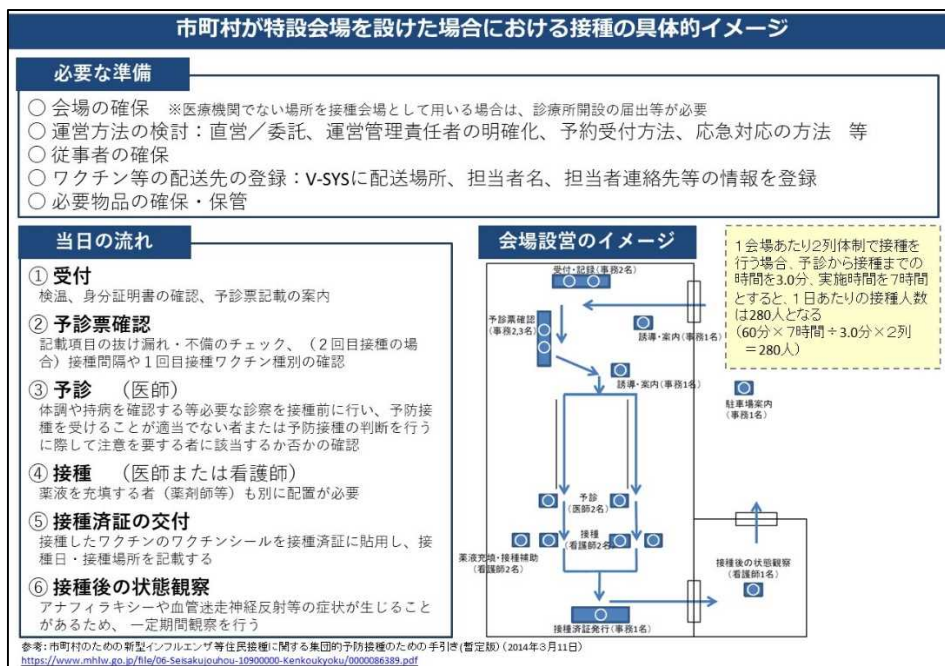 市町村が特設会場を設けた場合における接種の具体的イメージ
必要な準備
○ 会場の確保 ※医療機関でない場所を接種会場として用いる場合は、診療所開設の届出等が必要
○ 運営方法の検討：直営／委託、運営管理責任者の明確化、予約受付方法、応急対応の方法 等
○ 従事者の確保
○ ワクチン等の配送先の登録：V-SYSに配送場所、担当者名、担当者連絡先等の情報を登録
○ 必要物品の確保・保管
当日の流れ
① 受付
検温、身分証明書の確認、予診票記載の案内
② 予診票確認
記載項目の抜け漏れ・不備のチェック、（２回目接種の場
合）接種間隔や１回目接種ワクチン種別の確認
③ 予診 （医師）
体調や持病を確認する等必要な診察を接種前に行い、予防接
種を受けることが適当でない者または予防接種の判断を行う
に際して注意を要する者に該当するか否かの確認
④ 接種 （医師または看護師）
薬液を充填する者（薬剤師等）も別に配置が必要
⑤ 接種済証の交付
接種したワクチンのワクチンシールを接種済証に貼用し、接
種日・接種場所を記載する
⑥ 接種後の状態観察
アナフィラキシーや血管迷走神経反射等の症状が生じること
があるため、 一定期間観察を行う
会場設営のイメージ
受付・記録（事務2名）
予診票確認
（事務2,3名）
誘導・案内（事務1名）
誘導・案内（事務1名）
駐車場案内
（事務1名）
予診
（医師2名）
接種
（看護師2名）
薬液充填・接種補助
（看護師2名）
接種後の状態観察
（看護師1名）
接種済証発行（事務1名）
１会場あたり２列体制で接種を
行う場合、予診から接種までの
時間を3.0分、実施時間を７時間
とすると、１日あたりの接種人数
は280人となる
（60分×７時間÷３.０分×２列
＝280人）
参考：市町村のための新型インフルエンザ等住民接種に関する集団的予防接種のための手引き（暫定版）（2014年３月11日）
https://www.mhlw.go.jp/file/06-Seisakujouhou-10900000-Kenkoukyoku/0000086389.pdf